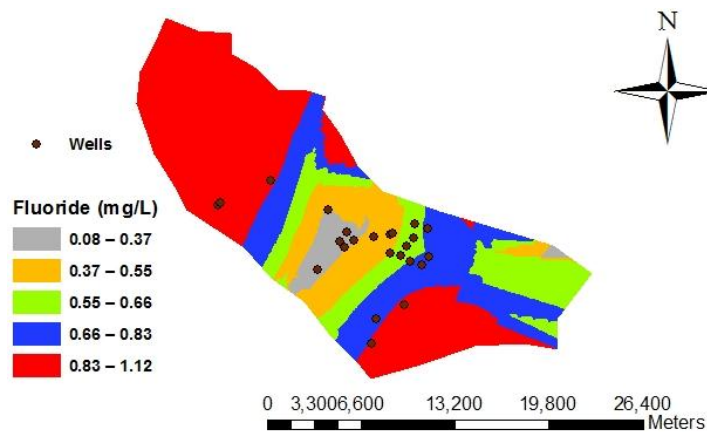 N
Wells
Fluoride (mg/L)
0.08 – 0.37
0.37 – 0.55
0.55 – 0.66
0.66 – 0.83
0.83 – 1.12
0 3,3006,600 13,200 19,800 26,400
Meters